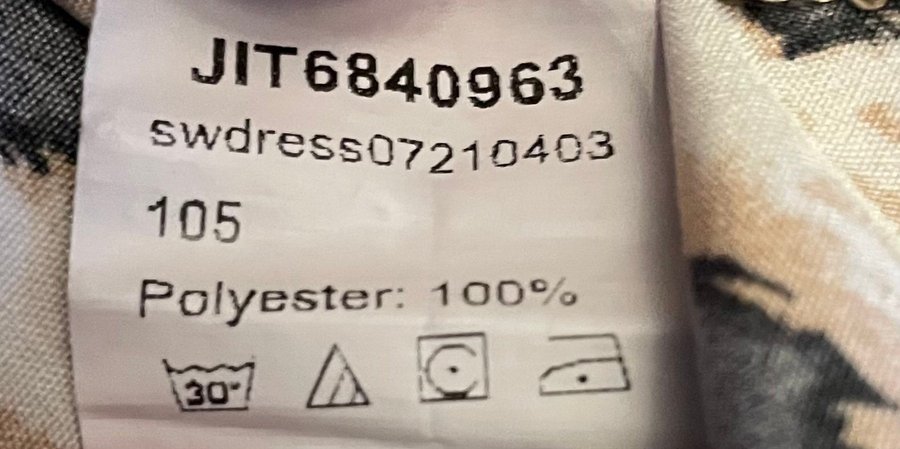 JIT6840963
swdress07210403
105
Polyester: 100%
30°